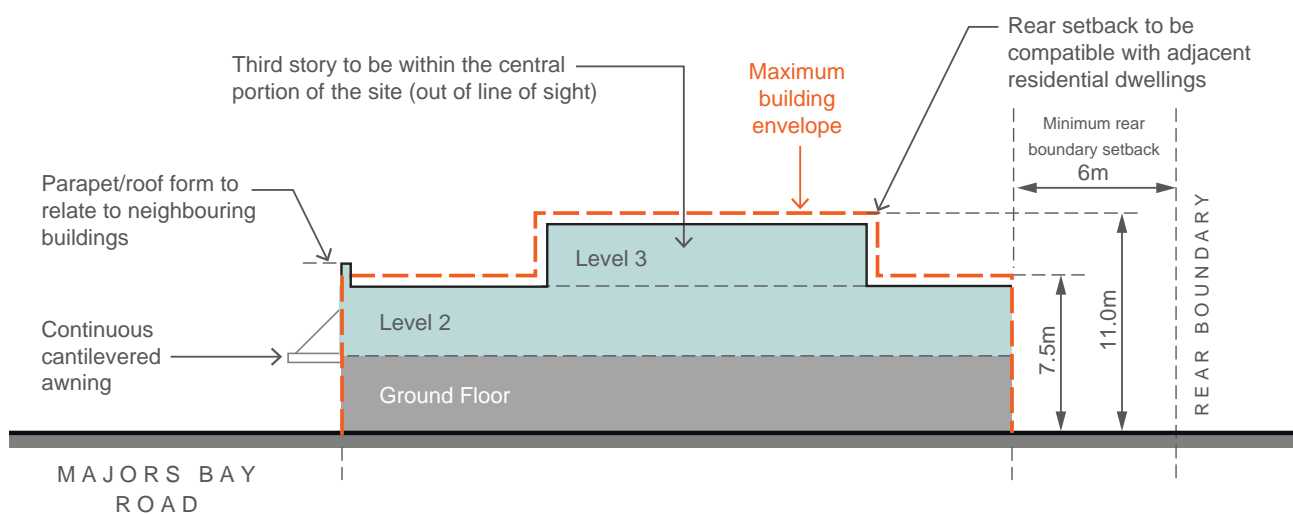 Third story to be within the central
portion of the site (out of line of sight)
Maximum
building
envelope
Rear setback to be
compatible with adjacent
residential dwellings
Minimum rear
boundary setback
6m
Parapet/roof form to
relate to neighbouring
buildings
Level 3
Level 2
Continuous
cantilevered
awning
Ground Floor
7.5m
11.0m
REAR BOUNDARY
MAJORS BAY
ROAD